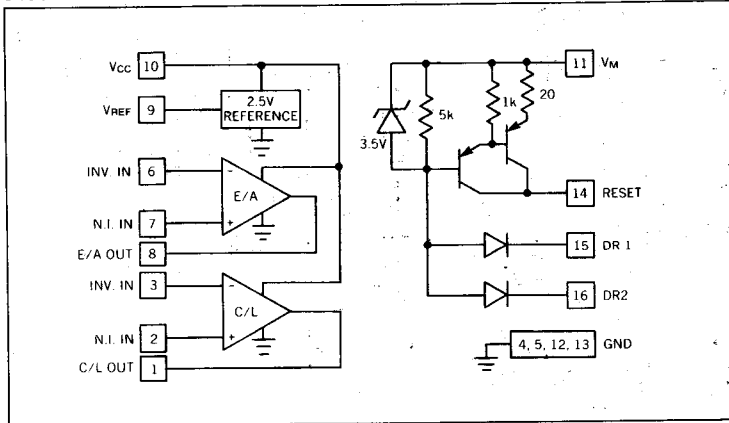 Vcc 10
VREF 9
2.5V
REFERENCE
INV. IN 6
-
E/A
N.I. IN 7
+
E/A OUT 8
INV. IN 3
-
C/L
N.I. IN 2
+
C/L OUT 1
11 VM
20
1k
5k
3.5V
14 RESET
15 DR 1
16 DR2
4, 5, 12, 13 GND